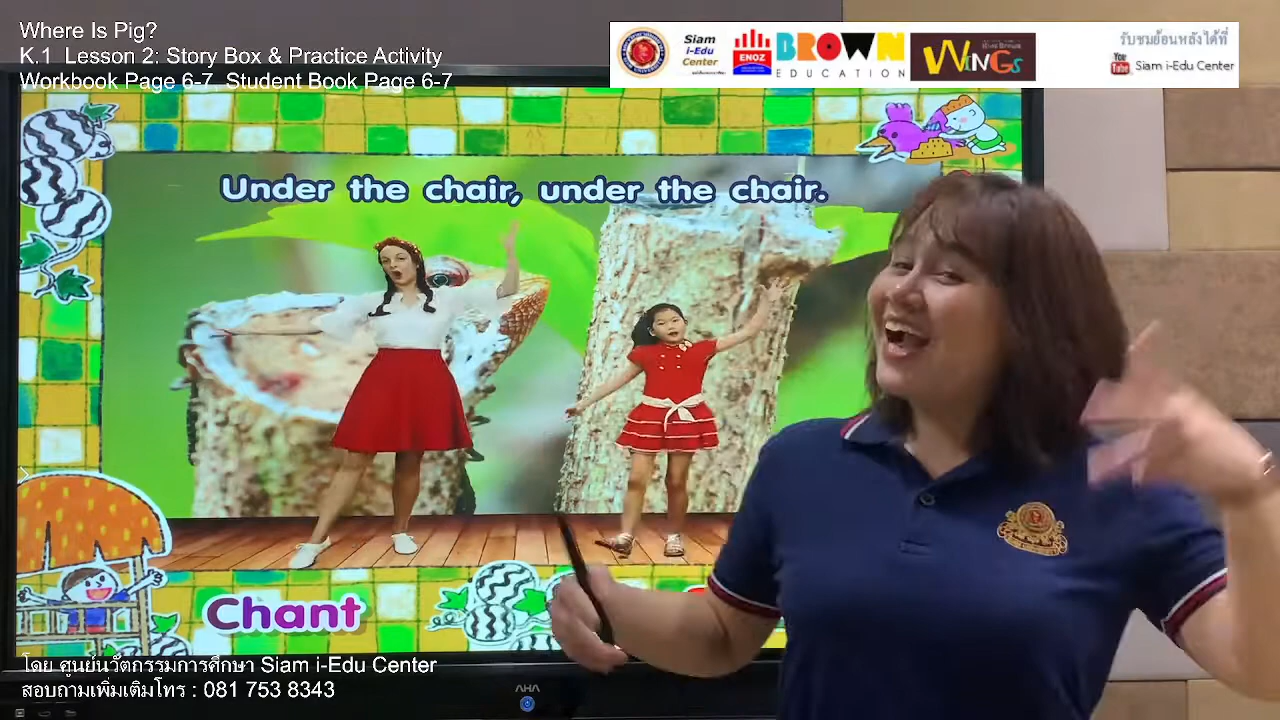 Where Is Pig?
K 1 Lesson 2: Story Box & Practice Activity
Workbook Page 6-7, Student Book Page 6-7
Siam
i-Edu
Center
ENOZ
BROWN
EDUCATION
WiNGs
รับชมย้อนหลังได้ที่
You Tube Siam i-Edu Center
Under the chair, under the chair.
Chant
โดย ศูนย์นวัตกรรมการศึกษา Siam i-Edu Center
สอบถามเพิ่มเติมโทร : 081 753 8343
AHA